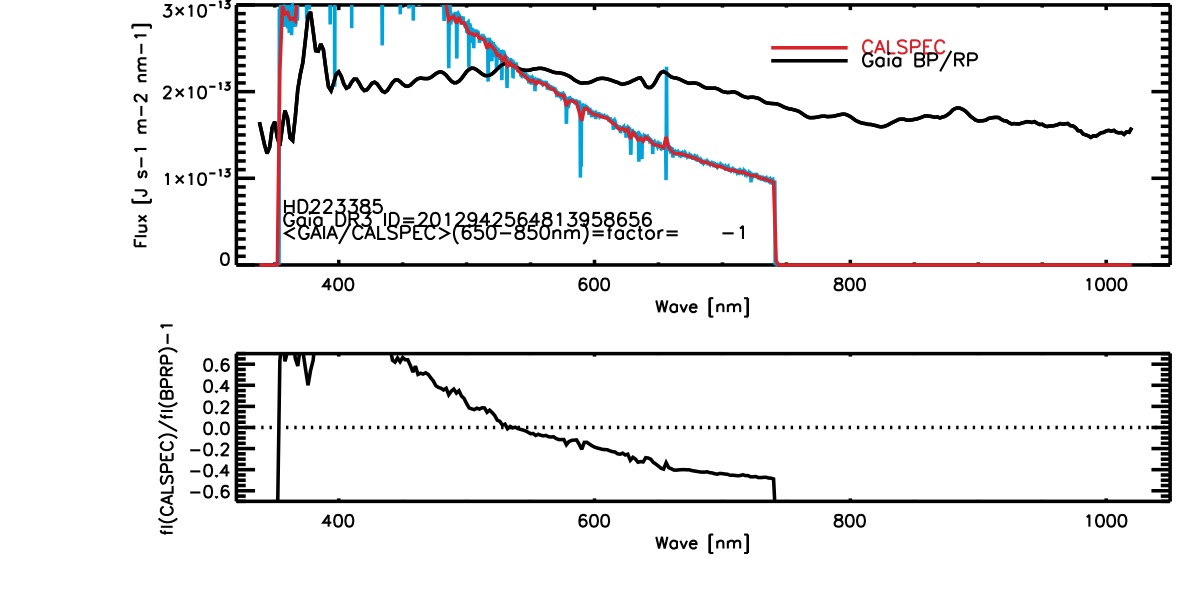 3×10−13
2×10−13
1×10−13
0
Flux [J s−1 m−2 nm−1]
CALSPEC
Gaia BP/RP
HD223385
Gaia DR3 ID=2012942564813958656
<GAIA/CALSPEC>(650−850nm)=factor= −1
400 600 800 1000
Wave [nm]
fl(CALSPEC)/fl(BPRP)−1
0.6
0.4
0.2
0.0
−0.2
−0.4
−0.6
400 600 800 1000
Wave [nm]